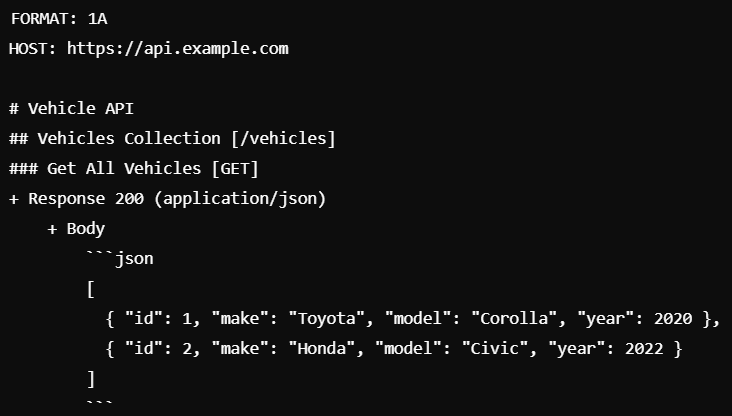 FORMAT: 1A
HOST: https://api.example.com

# Vehicle API
## Vehicles Collection [/vehicles]
### Get All Vehicles [GET]
+ Response 200 (application/json)
    + Body
        ```json
        [
          { "id": 1, "make": "Toyota", "model": "Corolla", "year": 2020 },
          { "id": 2, "make": "Honda", "model": "Civic", "year": 2022 }
        ]
        ```